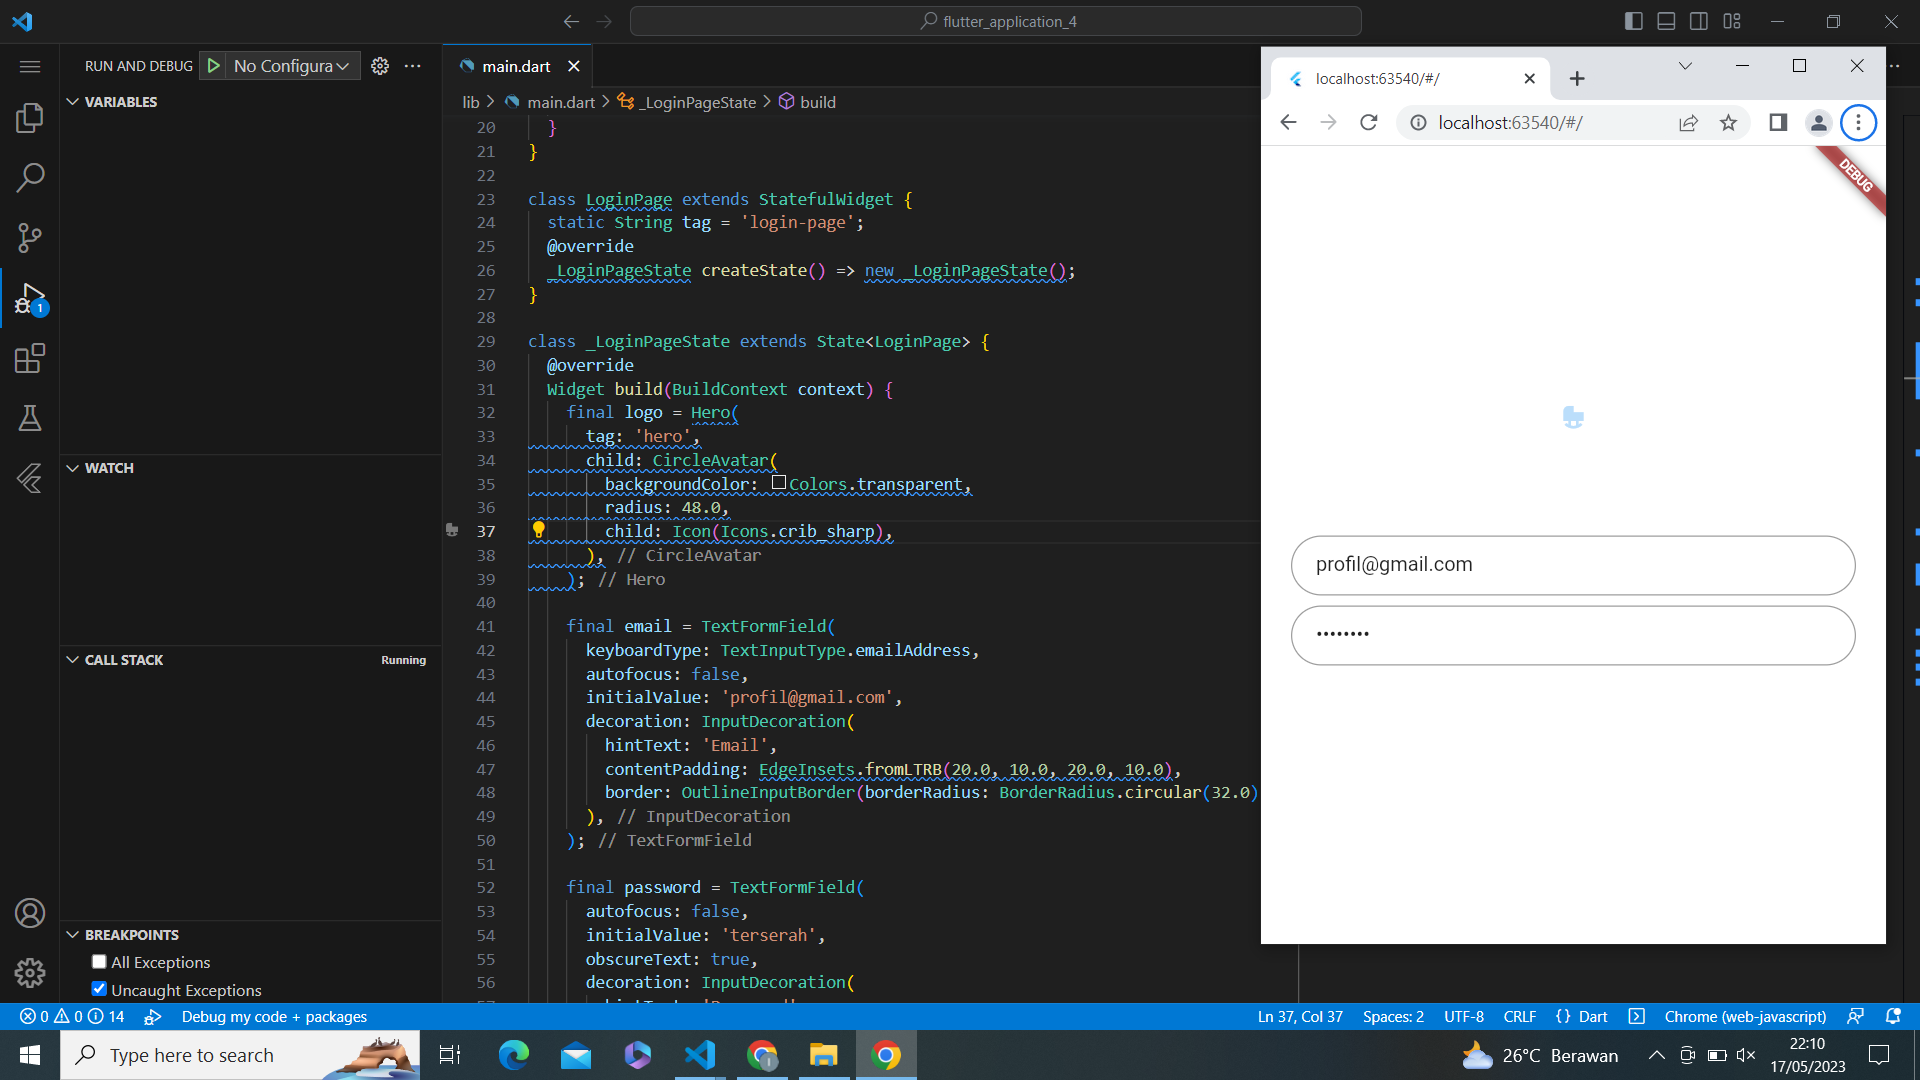 flutter_application_4
RUN AND DEBUG
No Configura
VARIABLES
WATCH
CALL STACK
Running
BREAKPOINTS
All Exceptions
Uncaught Exceptions
1
main.dart
lib > main.dart > _LoginPageState > build
20 }
21 }
22
23 class LoginPage extends StatefulWidget {
24 static String tag = 'login-page';
25 @override
26 _LoginPageState createState() => new _LoginPageState();
27 }
28
29 class _LoginPageState extends State<LoginPage> {
30 @override
31 Widget build(BuildContext context) {
32 final logo = Hero(
33 tag: 'hero',
34 child: CircleAvatar(
35 backgroundColor: Colors.transparent,
36 radius: 48.0,
37 child: Icon(Icons.crib_sharp),
38 ), // CircleAvatar
39 ); // Hero
40
41 final email = TextFormField(
42 keyboardType: TextInputType.emailAddress,
43 autofocus: false,
44 initialValue: 'profil@gmail.com',
45 decoration: InputDecoration(
46 hintText: 'Email',
47 contentPadding: EdgeInsets.fromLTRB(20.0, 10.0, 20.0, 10.0),
48 border: OutlineInputBorder(borderRadius: BorderRadius.circular(32.0)
49 ), // InputDecoration
50 ); // TextFormField
51
52 final password = TextFormField(
53 autofocus: false,
54 initialValue: 'terserah',
55 obscureText: true,
56 decoration: InputDecoration(
localhost:63540/#/
localhost:63540/#/
DEBUG
profil@gmail.com
••••••••
0 0 14
Debug my code + packages
Ln 37, Col 37
Spaces: 2
UTF-8
CRLF
{} Dart
Chrome (web-javascript)
Type here to search
26°C Berawan
22:10
17/05/2023